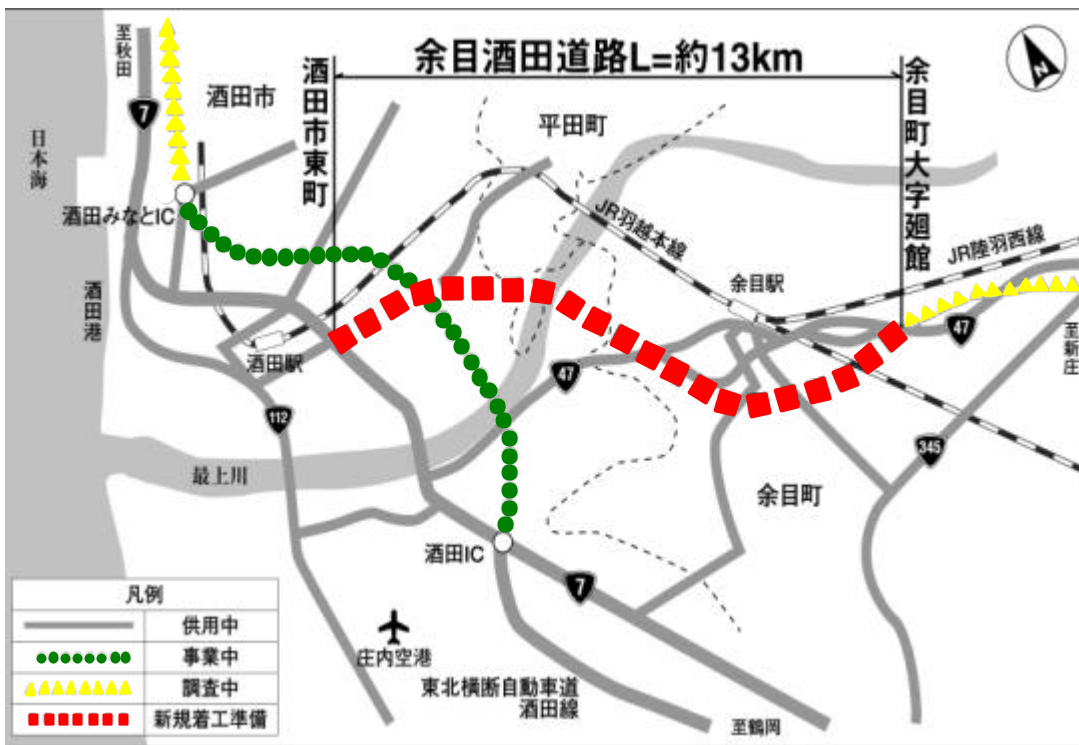 余目酒田道路L=約13km
至秋田
7
酒田市
酒田市東町
平田町
余目町大字廻館
N
日本海
酒田みなとIC
JR羽越本線
JR陸羽西線
余目駅
酒田港
酒田駅
47
47
至新庄
112
345
最上川
余目町
酒田IC
7
庄内空港
東北横断自動車道
酒田線
至鶴岡
凡例
供用中
事業中
調査中
新規着工準備